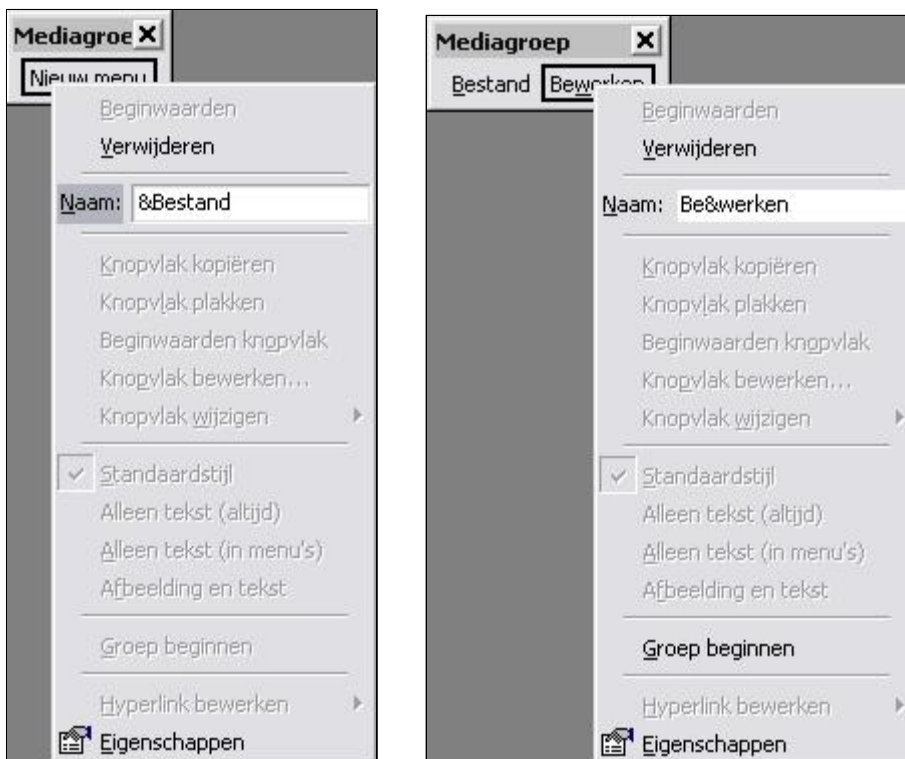 Mediagroe
Nieuw menu
Beginwaarden
Verwijderen
Naam: &Bestand
Knopvlak kopiëren
Knopvlak plakken
Beginwaarden knopvlak
Knopvlak bewerken...
Knopvlak wijzigen
Standaardstijl
Alleen tekst (altijd)
Alleen tekst (in menu's)
Afbeelding en tekst
Groep beginnen
Hyperlink bewerken
Eigenschappen
Mediagroep
Bestand Bewerken
Beginwaarden
Verwijderen
Naam: Be&werken
Knopvlak kopiëren
Knopvlak plakken
Beginwaarden knopvlak
Knopvlak bewerken...
Knopvlak wijzigen
Standaardstijl
Alleen tekst (altijd)
Alleen tekst (in menu's)
Afbeelding en tekst
Groep beginnen
Hyperlink bewerken
Eigenschappen